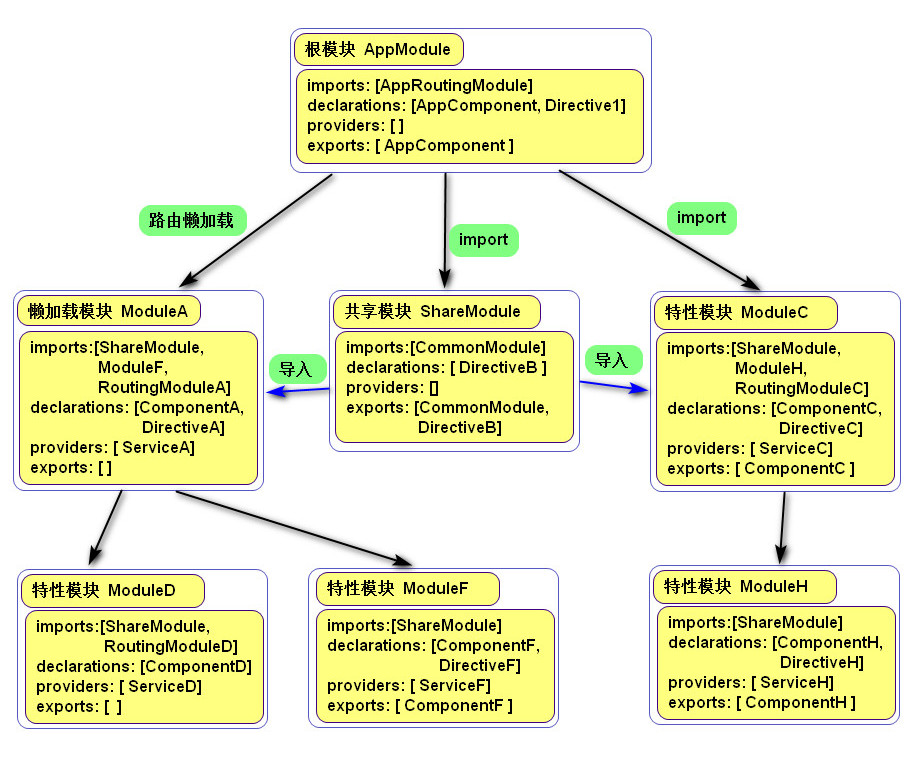 根模块 AppModule
imports: [AppRoutingModule]
declarations: [AppComponent, Directive1]
providers: [ ]
exports: [ AppComponent ]
路由懒加载
import
import
懒加载模块 ModuleA
imports:[ShareModule,
ModuleF,
RoutingModuleA]
declarations: [ComponentA,
DirectiveA]
providers: [ ServiceA]
exports: [ ]
导入
共享模块 ShareModule
imports:[CommonModule]
declarations: [ DirectiveB ]
providers: []
exports: [CommonModule,
DirectiveB]
导入
特性模块 ModuleC
imports:[ShareModule,
ModuleH,
RoutingModuleC]
declarations: [ComponentC,
DirectiveC]
providers: [ ServiceC]
exports: [ ComponentC ]
特性模块 ModuleD
imports:[ShareModule,
RoutingModuleD]
declarations: [ComponentD]
providers: [ ServiceD]
exports: [ ]
特性模块 ModuleF
imports:[ShareModule]
declarations: [ComponentF,
DirectiveF]
providers: [ ServiceF]
exports: [ ComponentF ]
特性模块 ModuleH
imports:[ShareModule]
declarations: [ComponentH,
DirectiveH]
providers: [ ServiceH]
exports: [ ComponentH ]